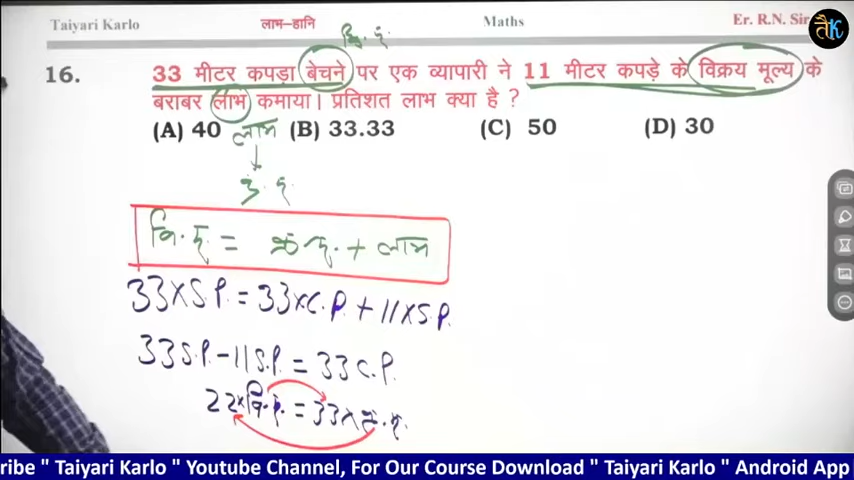 Taiyari Karlo लाभ-हानि Maths Er. R.N. Sir तैK
वि. मू.
16. 33 मीटर कपड़ा बेचने पर एक व्यापारी ने 11 मीटर कपड़े के विक्रय मूल्य के
बराबर लाभ कमाया। प्रतिशत लाभ क्या है ?
(A) 40 (B) 33.33 (C) 50 (D) 30
लाभ
वि. मू. = क्र. मू. + लाभ
33×S.P. = 33×C.P. + 11×S.P.
33S.P. - 11S.P. = 33C.P.
22×वि.मू. = 33×क्र.मू.
ribe " Taiyari Karlo " Youtube Channel, For Our Course Download " Taiyari Karlo " Android App